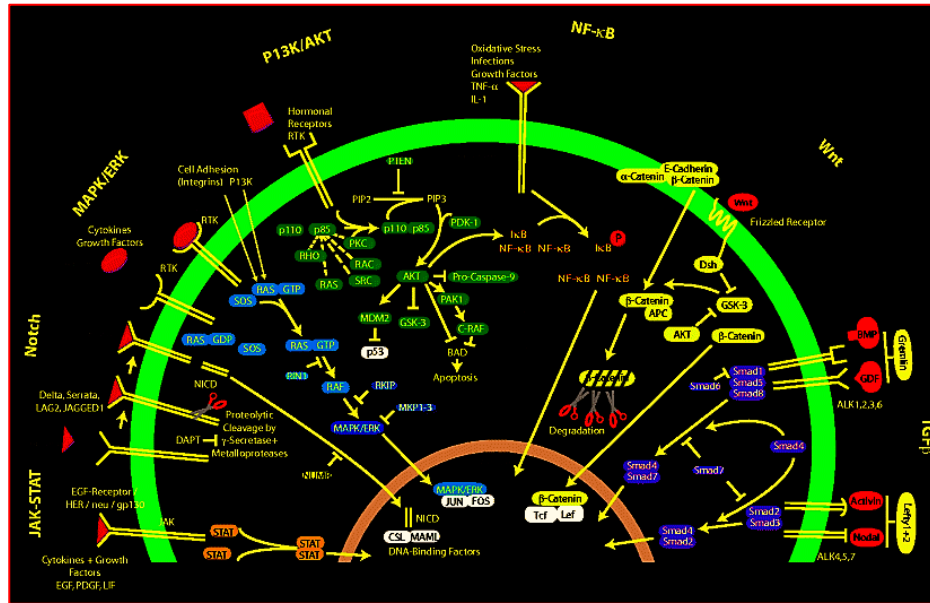 P13K/AKT
NF-κB
Wnt
MAPK/ERK
Notch
JAK-STAT
TGFβ
Oxidative Stress
Infections
Growth Factors
TNF-α
IL-1
Hormonal
Receptors
RTK
Cell Adhesion
(Integrins) P13K
Cytokines
Growth Factors
RTK
RTK
PTEN
PIP2
PIP3
PDK-1
p110 p85
p110 p85
PKC
RHO
RAC
RAS
SRC
AKT
Pro-Caspase-9
PAK1
MDM2
GSK-3
C-RAF
p53
BAD
Apoptosis
IκB
NF-κB NF-κB
IκB
P
NF-κB NF-κB
E-Cadherin
α-Catenin
β-Catenin
Wnt
Frizzled Receptor
Dsh
GSK-3
β-Catenin
APC
AKT
β-Catenin
Degradation
RAS GTP
SOS
RAS GDP
SOS
RAS GTP
RIN1
RAF
RKIP
MKP1-3
MAPK/ERK
NICD
Delta, Serrata,
LAG2, JAGGED1
Proteolytic
Cleavage by
γ-Secretase+
Metalloproteases
DAPT
NUMB
EGF-Receptor /
HER / neu / gp130
JAK
STAT
STAT
STAT
STAT
Cytokines + Growth
Factors
EGF, PDGF, LIF
MAPK/ERK
JUN FOS
NICD
CSL MAML
DNA-Binding Factors
β-Catenin
Tcf Lef
BMP
GDF
Gremlin
ALK1,2,3,6
Smad1
Smad5
Smad8
Smad6
Smad4
Smad4
Smad7
Smad7
Smad2
Smad3
Smad4
Smad2
Activin
Nodal
Lefty1+2
ALK4,5,7